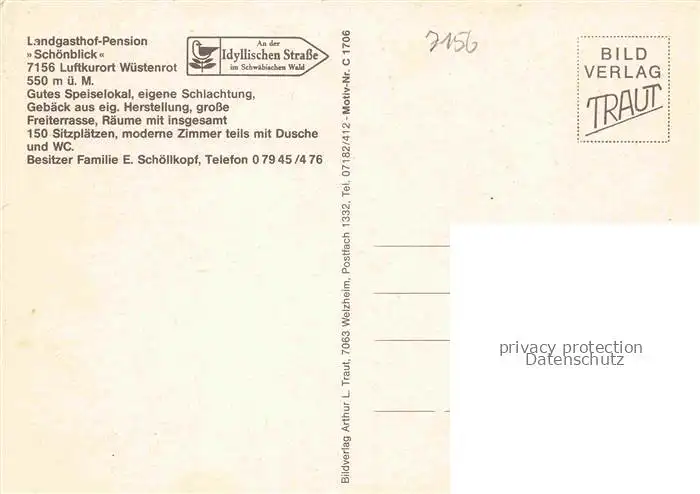 Landgasthof-Pension
»Schönblick«
7156 Luftkurort Wüstenrot
550 m ü. M.
Gutes Speiselokal, eigene Schlachtung,
Gebäck aus eig. Herstellung, große
Freiterrasse, Räume mit insgesamt
150 Sitzplätzen, moderne Zimmer teils mit Dusche
und WC.
Besitzer Familie E. Schöllkopf, Telefon 0 79 45 / 4 76
An der
Idyllischen Straße
im Schwäbischen Wald
Bildverlag Arthur L. Traut, 7063 Welzheim, Postfach 1332, Tel. 07182/412 - Motiv-Nr. C 1706
7156
BILD
VERLAG
TRAUT
privacy protection
Datenschutz